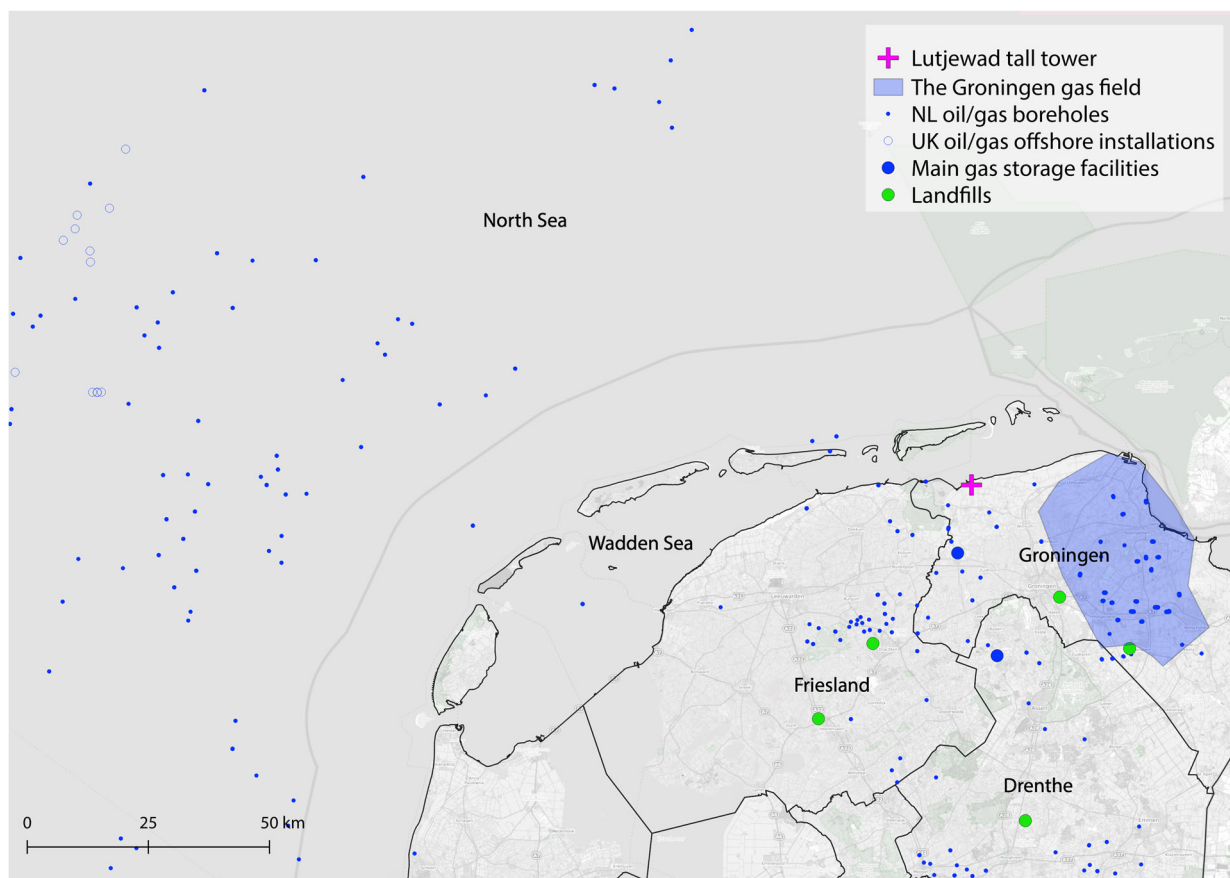 Lutjewad tall tower
The Groningen gas field
NL oil/gas boreholes
UK oil/gas offshore installations
Main gas storage facilities
Landfills
North Sea
Wadden Sea
Groningen
Friesland
Drenthe
0 25 50 km